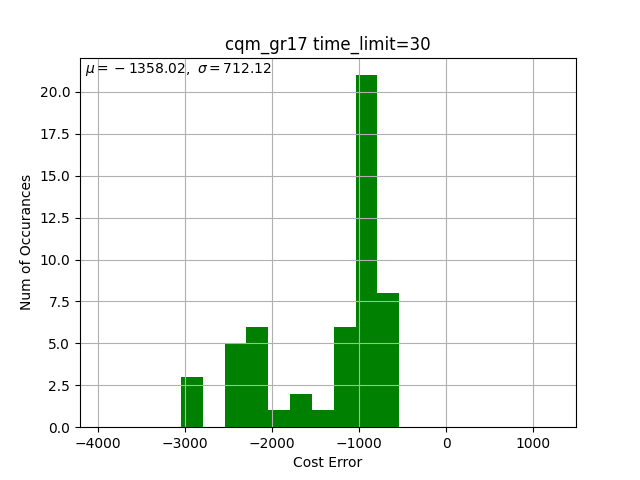 cqm_gr17 time_limit=30
μ = −1358.02, σ = 712.12
20.0
17.5
15.0
12.5
10.0
7.5
5.0
2.5
0.0
Num of Occurances
−4000 −3000 −2000 −1000 0 1000
Cost Error